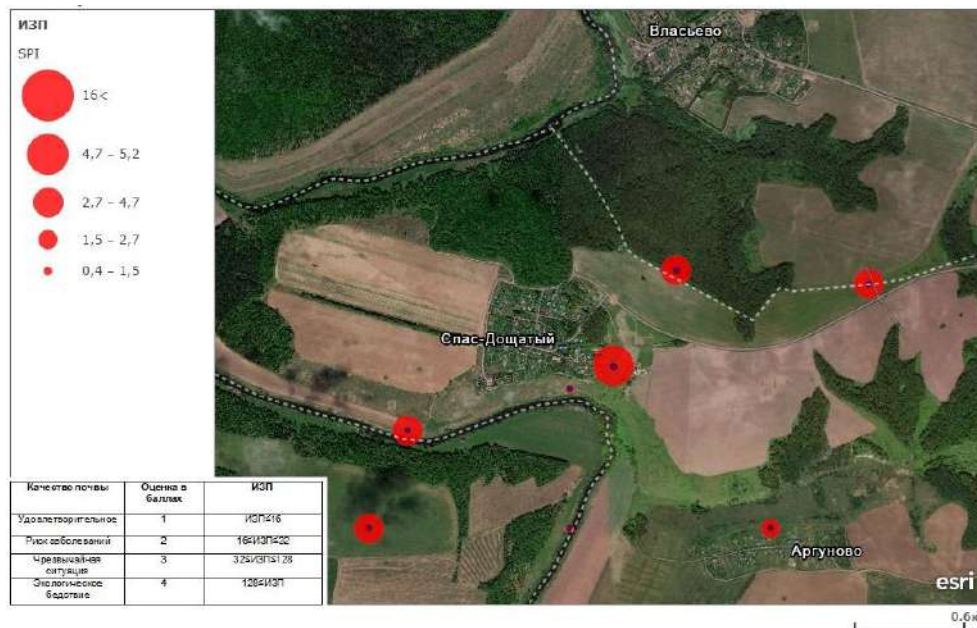 ИЗП
SPI
16<
4,7 – 5,2
2,7 – 4,7
1,5 – 2,7
0,4 – 1,5
Власьево
Спас-Дощатый
Аргуново
Качество почвы Оценка в баллах ИЗП
Удовлетворительное 1 ИЗП≤16
Риск заболеваний 2 16≤ИЗП≤32
Чрезвычайная ситуация 3 32≤ИЗП≤128
Экологическое бедствие 4 128≤ИЗП
esri